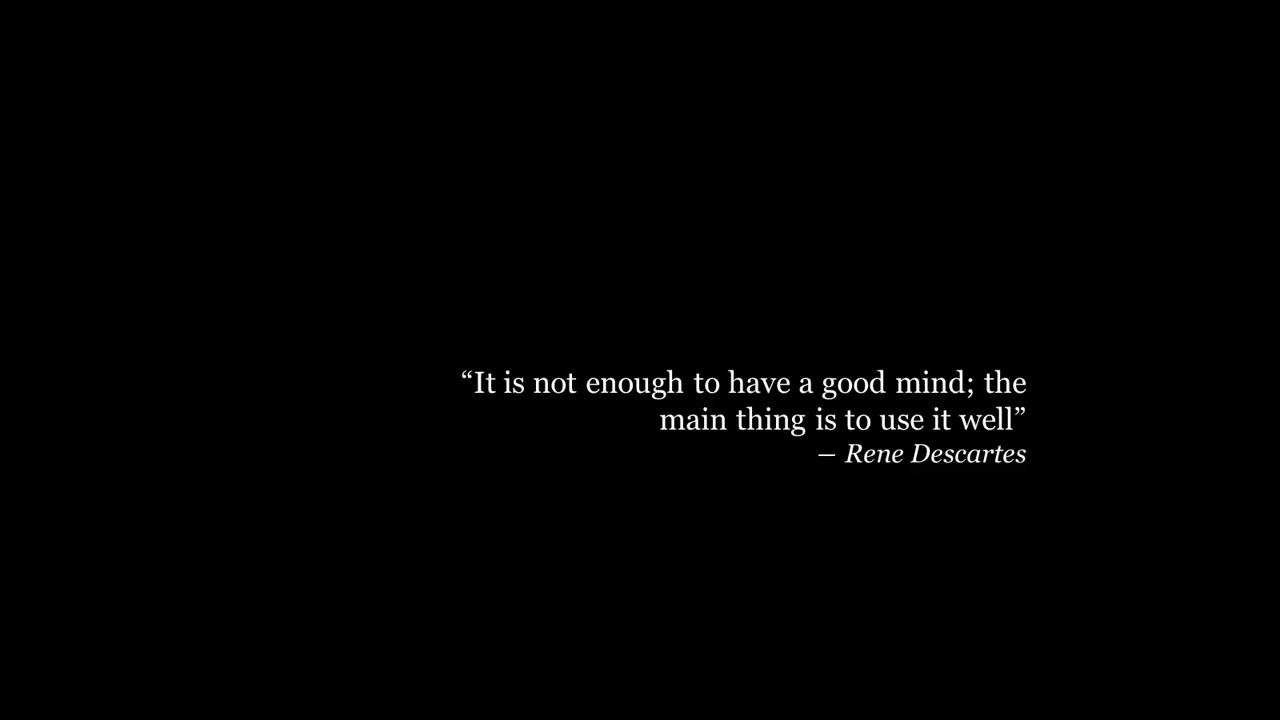 “It is not enough to have a good mind; the
main thing is to use it well”
— Rene Descartes